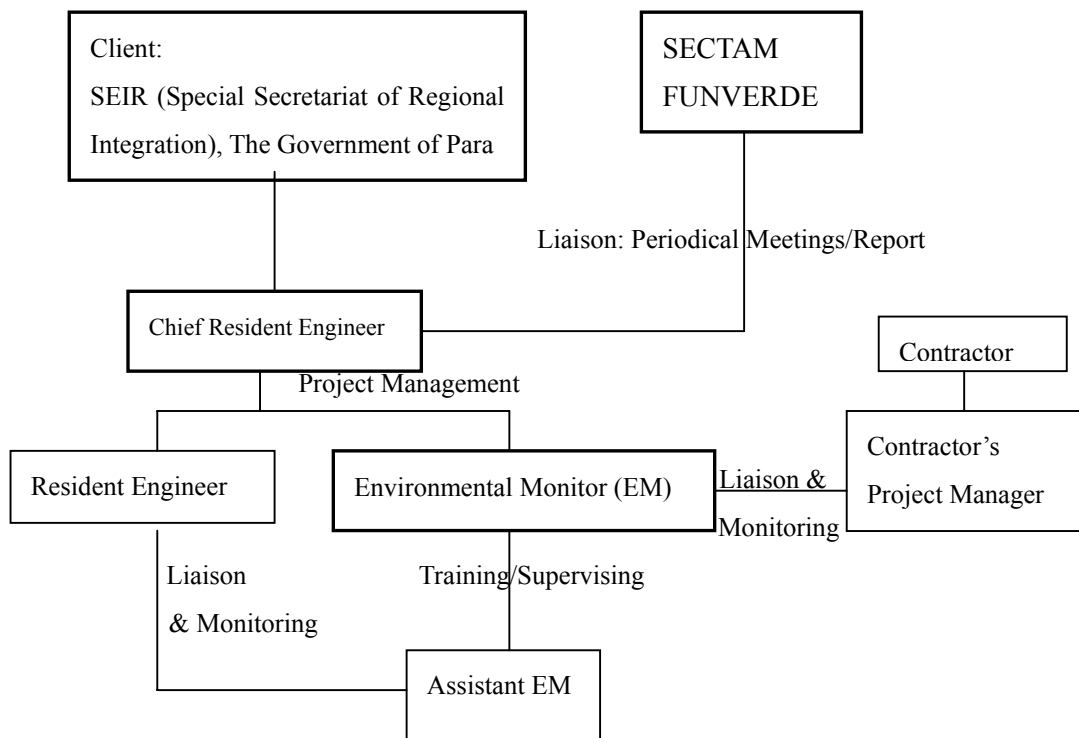 Client:
SEIR (Special Secretariat of Regional
Integration), The Government of Para
SECTAM
FUNVERDE
Liaison: Periodical Meetings/Report
Chief Resident Engineer
Project Management
Contractor
Resident Engineer
Environmental Monitor (EM)
Liaison &
Monitoring
Contractor’s
Project Manager
Liaison
& Monitoring
Training/Supervising
Assistant EM